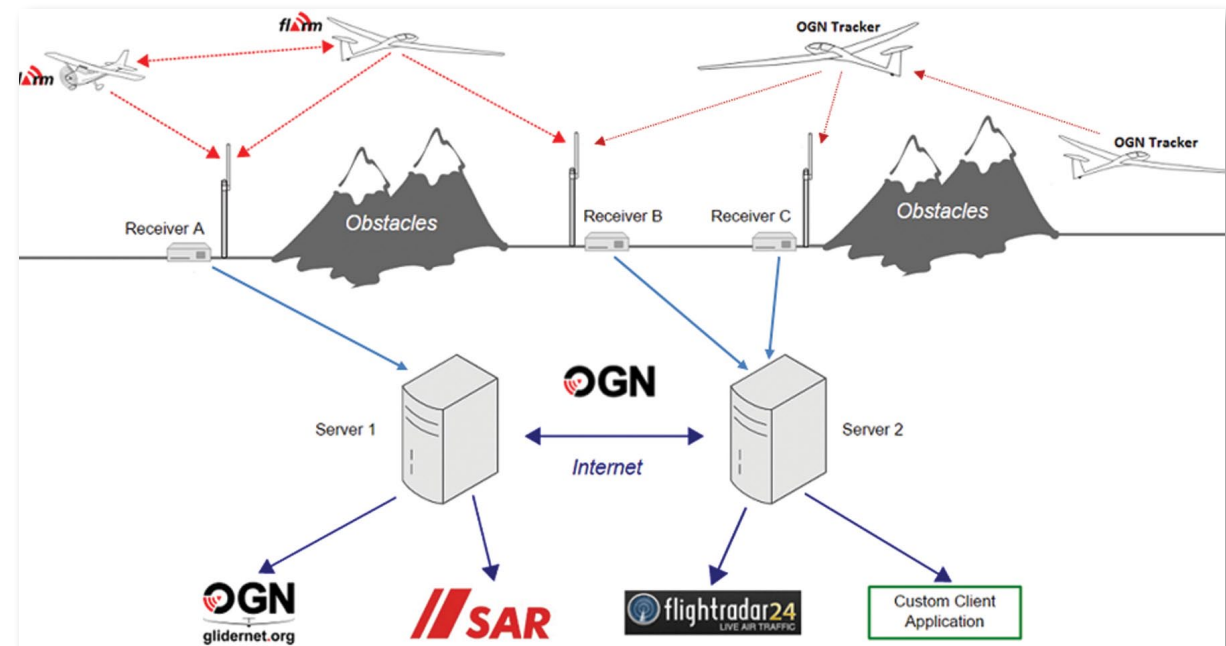 flarm
OGN Tracker
larm
OGN Tracker
Obstacles
Obstacles
Receiver A
Receiver B
Receiver C
OGN
Server 1
Server 2
Internet
OGN
glidernet.org
SAR
flightradar24
LIVE AIR TRAFFIC
Custom Client
Application